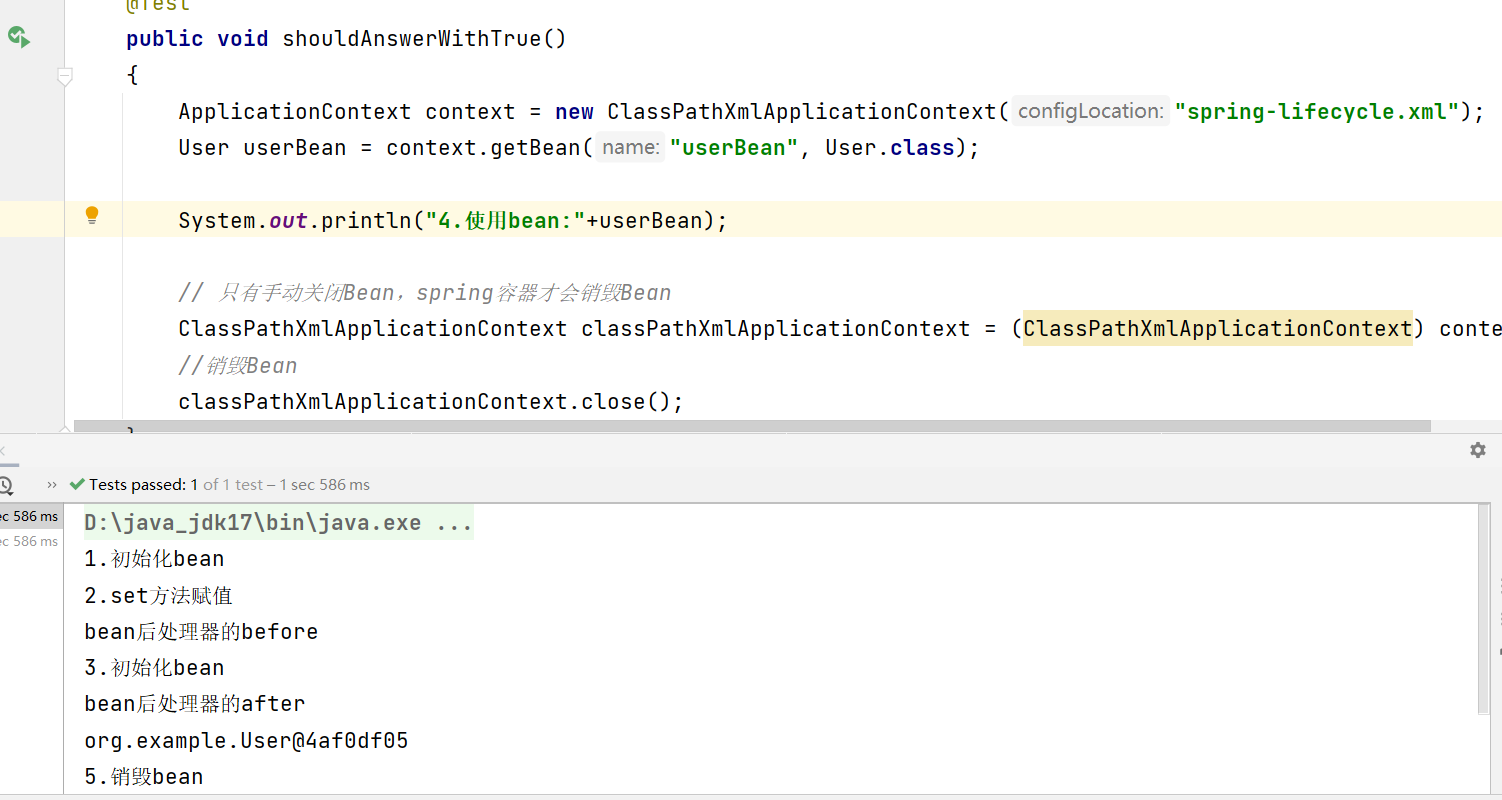 @Test
public void shouldAnswerWithTrue()
{
ApplicationContext context = new ClassPathXmlApplicationContext( configLocation: "spring-lifecycle.xml");
User userBean = context.getBean( name: "userBean", User.class);
System.out.println("4.使用bean:"+userBean);
// 只有手动关闭Bean，spring容器才会销毁Bean
ClassPathXmlApplicationContext classPathXmlApplicationContext = (ClassPathXmlApplicationContext) conte
//销毁Bean
classPathXmlApplicationContext.close();
}
» Tests passed: 1 of 1 test – 1 sec 586 ms
ec 586 ms
ec 586 ms
D:\java_jdk17\bin\java.exe ...
1.初始化bean
2.set方法赋值
bean后处理器的before
3.初始化bean
bean后处理器的after
org.example.User@4af0df05
5.销毁bean